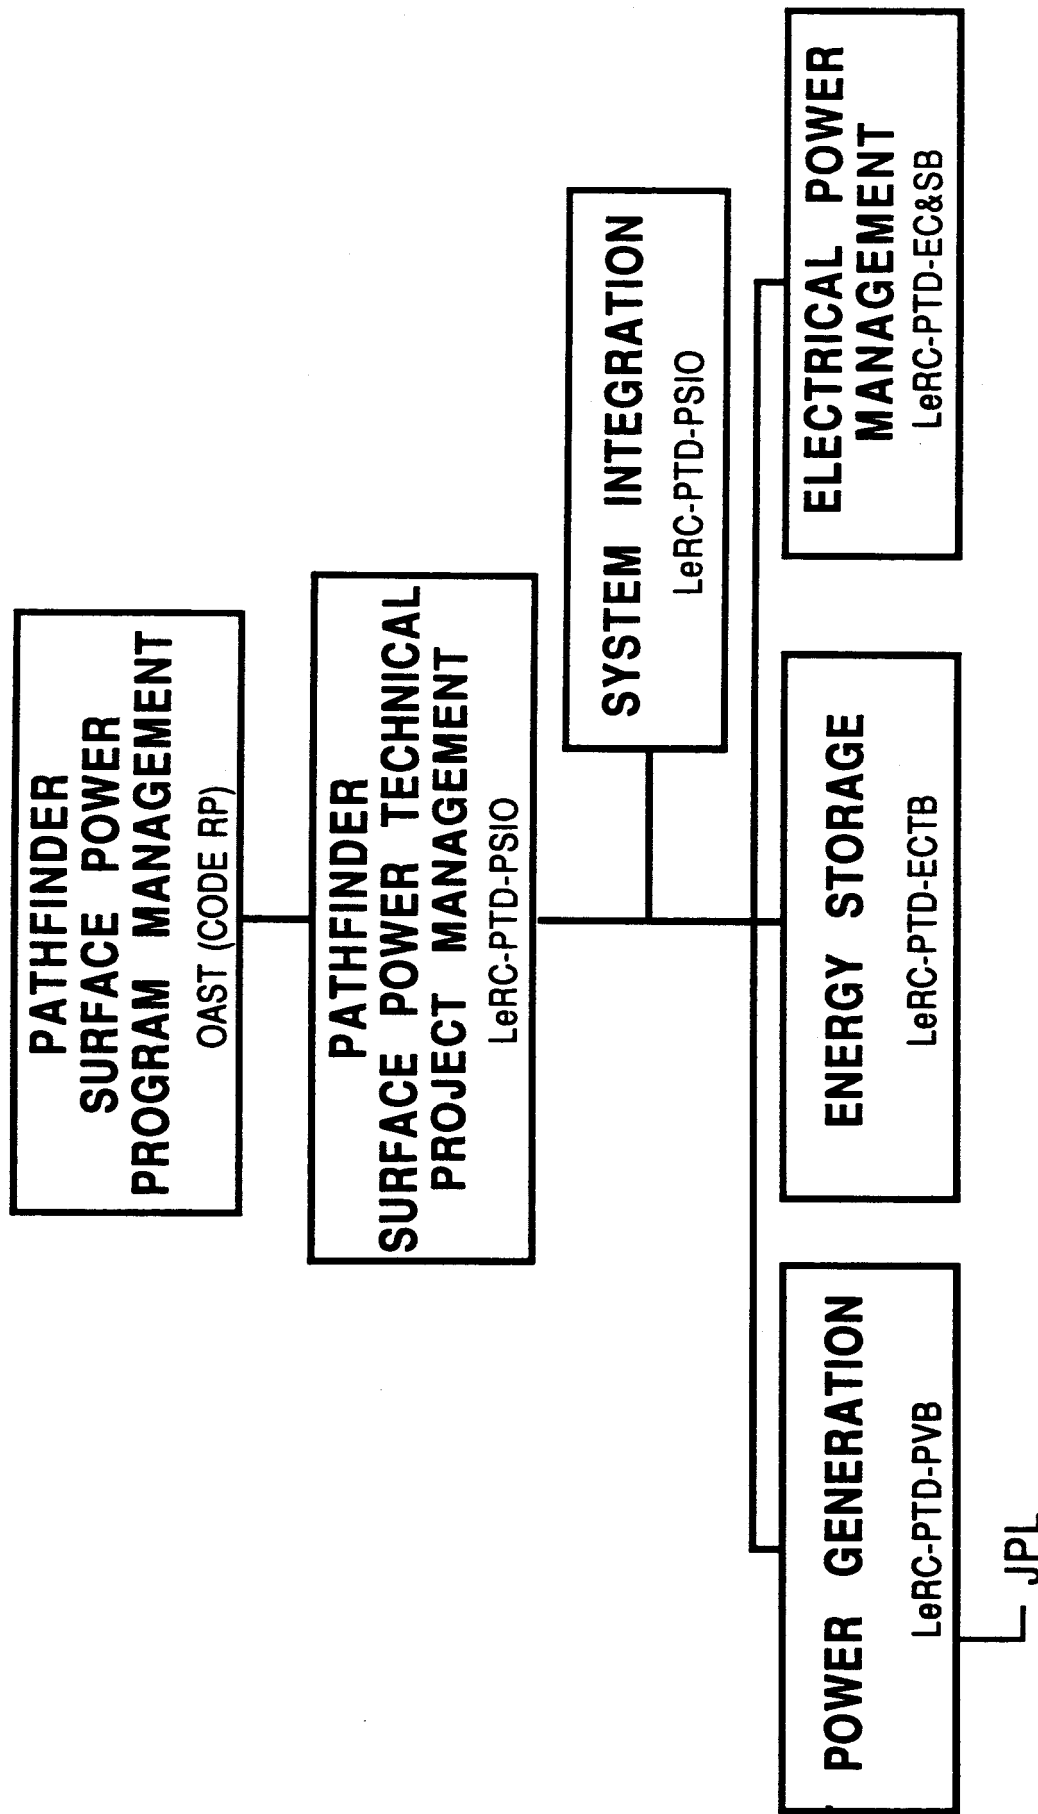 PATHFINDER
SURFACE POWER
PROGRAM MANAGEMENT
OAST (CODE RP)
PATHFINDER
SURFACE POWER TECHNICAL
PROJECT MANAGEMENT
LeRC-PTD-PSIO
SYSTEM INTEGRATION
LeRC-PTD-PSIO
POWER GENERATION
LeRC-PTD-PVB
JPL
ENERGY STORAGE
LeRC-PTD-ECTB
ELECTRICAL POWER
MANAGEMENT
LeRC-PTD-EC&SB